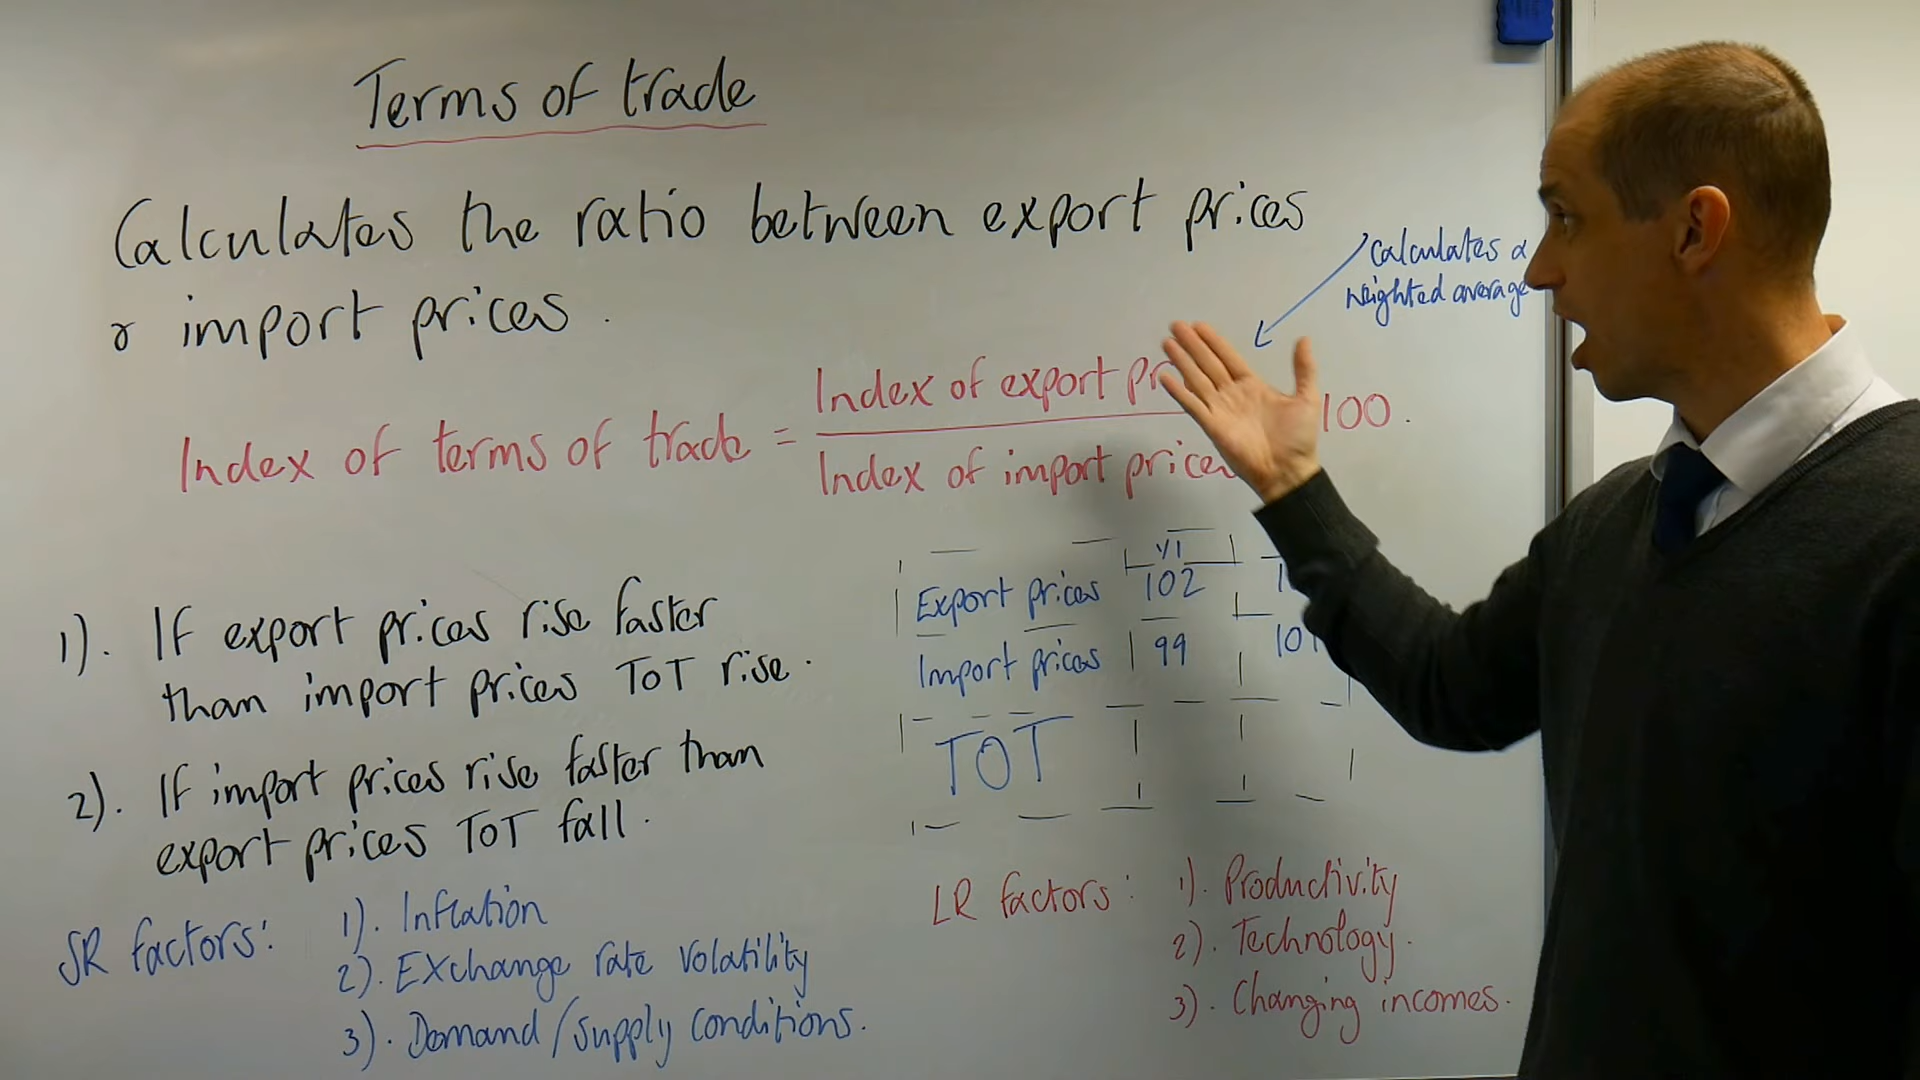 Terms of trade
Calculates the ratio between export prices
& import prices.
Calculates a
weighted average
Index of terms of trade = Index of export
Index of import prices
100.
1). If export prices rise faster
than import prices ToT rise.
2). If import prices rise faster than
export prices ToT fall.
Y1
Export prices 102
Import prices 99
TOT
SR factors: 1). Inflation
2). Exchange rate volatility
3). Demand/supply conditions.
LR factors: 1). Productivity
2). Technology.
3). Changing incomes.